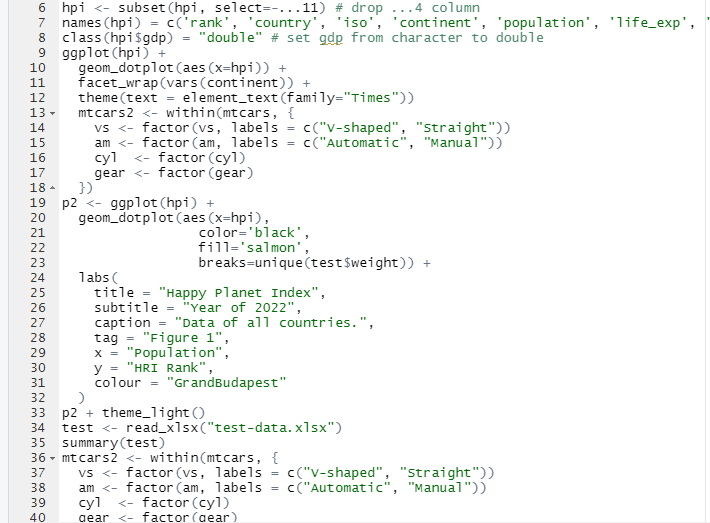 6 hpi <- subset(hpi, select=-...11) # drop ...4 column
7 names(hpi) = c('rank', 'country', 'iso', 'continent', 'population', 'life_exp', '
8 class(hpi$gdp) = "double" # set gdp from character to double
9 ggplot(hpi) +
10 geom_dotplot(aes(x=hpi)) +
11 facet_wrap(vars(continent)) +
12 theme(text = element_text(family="Times"))
13 mtcars2 <- within(mtcars, {
14 vs <- factor(vs, labels = c("V-shaped", "Straight"))
15 am <- factor(am, labels = c("Automatic", "Manual"))
16 cyl  <- factor(cyl)
17 gear <- factor(gear)
18 })
19 p2 <- ggplot(hpi) +
20 geom_dotplot(aes(x=hpi),
21 color='black',
22 fill='salmon',
23 breaks=unique(test$weight)) +
24 labs(
25 title = "Happy Planet Index",
26 subtitle = "Year of 2022",
27 caption = "Data of all countries.",
28 tag = "Figure 1",
29 x = "Population",
30 y = "HRI Rank",
31 colour = "GrandBudapest"
32 )
33 p2 + theme_light()
34 test <- read_xlsx("test-data.xlsx")
35 summary(test)
36 mtcars2 <- within(mtcars, {
37 vs <- factor(vs, labels = c("V-shaped", "Straight"))
38 am <- factor(am, labels = c("Automatic", "Manual"))
39 cyl  <- factor(cyl)
40 gear <- factor(gear)